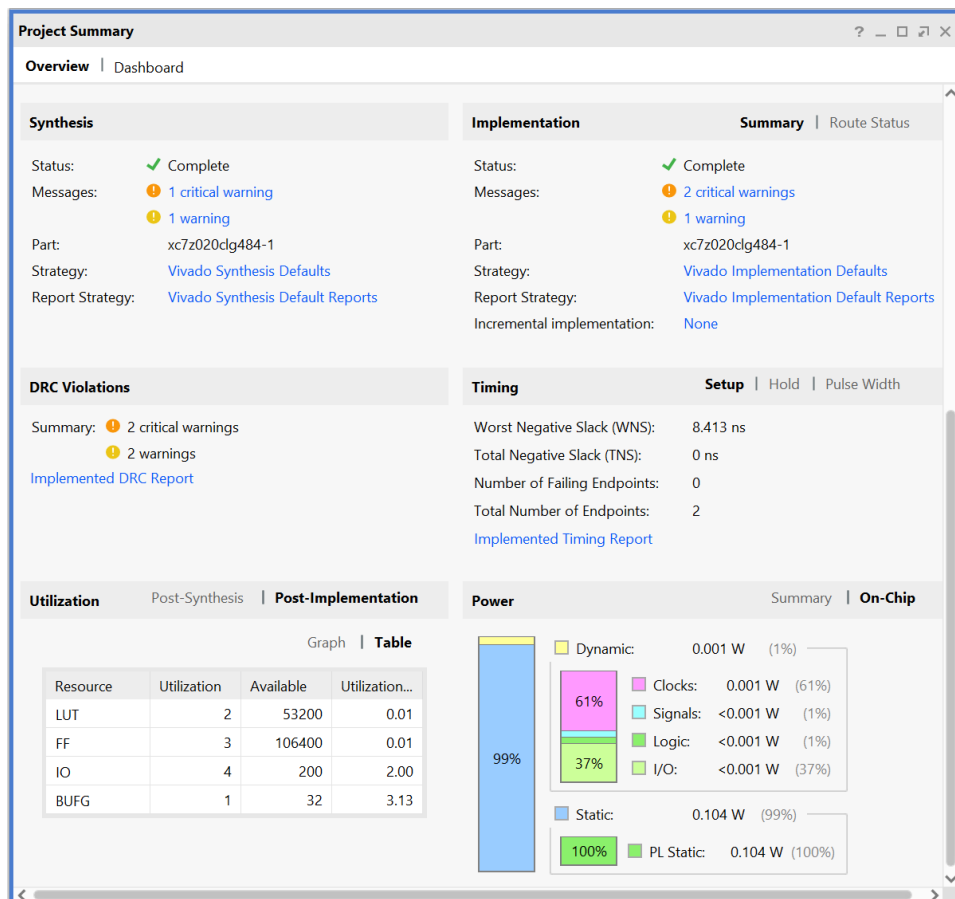 Project Summary
Overview | Dashboard
Synthesis
Status: Complete
Messages: 1 critical warning
1 warning
Part: xc7z020clg484-1
Strategy: Vivado Synthesis Defaults
Report Strategy: Vivado Synthesis Default Reports
Implementation Summary | Route Status
Status: Complete
Messages: 2 critical warnings
1 warning
Part: xc7z020clg484-1
Strategy: Vivado Implementation Defaults
Report Strategy: Vivado Implementation Default Reports
Incremental implementation: None
DRC Violations
Summary: 2 critical warnings
2 warnings
Implemented DRC Report
Timing Setup | Hold | Pulse Width
Worst Negative Slack (WNS): 8.413 ns
Total Negative Slack (TNS): 0 ns
Number of Failing Endpoints: 0
Total Number of Endpoints: 2
Implemented Timing Report
Utilization Post-Synthesis | Post-Implementation
Graph | Table
Resource Utilization Available Utilization...
LUT 2 53200 0.01
FF 3 106400 0.01
IO 4 200 2.00
BUFG 1 32 3.13
Power Summary | On-Chip
99%
Dynamic: 0.001 W (1%)
61%
37%
Clocks: 0.001 W (61%)
Signals: <0.001 W (1%)
Logic: <0.001 W (1%)
I/O: <0.001 W (37%)
Static: 0.104 W (99%)
100% PL Static: 0.104 W (100%)